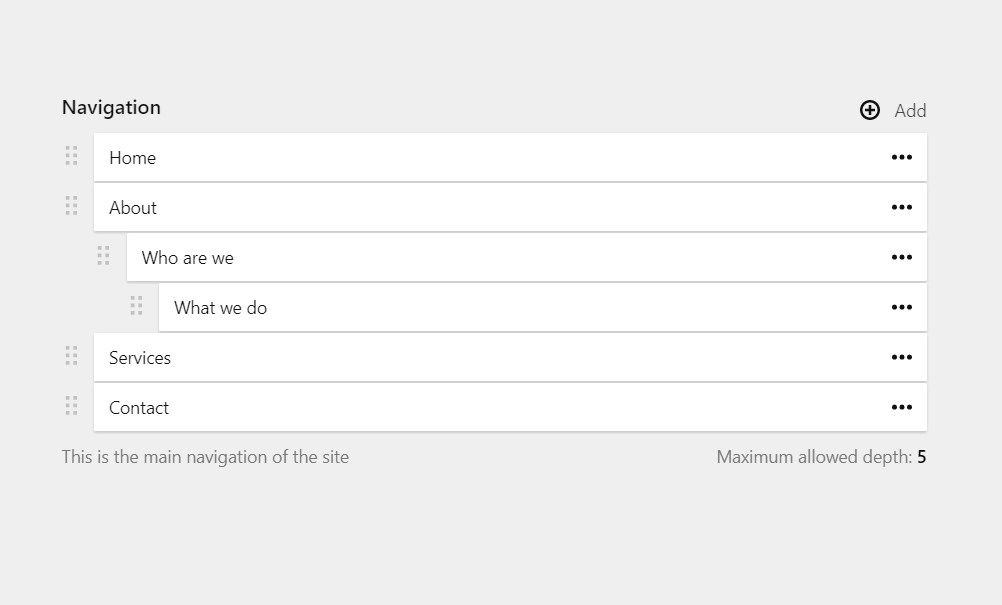 Navigation
Add
Home
About
Who are we
What we do
Services
Contact
This is the main navigation of the site
Maximum allowed depth: 5